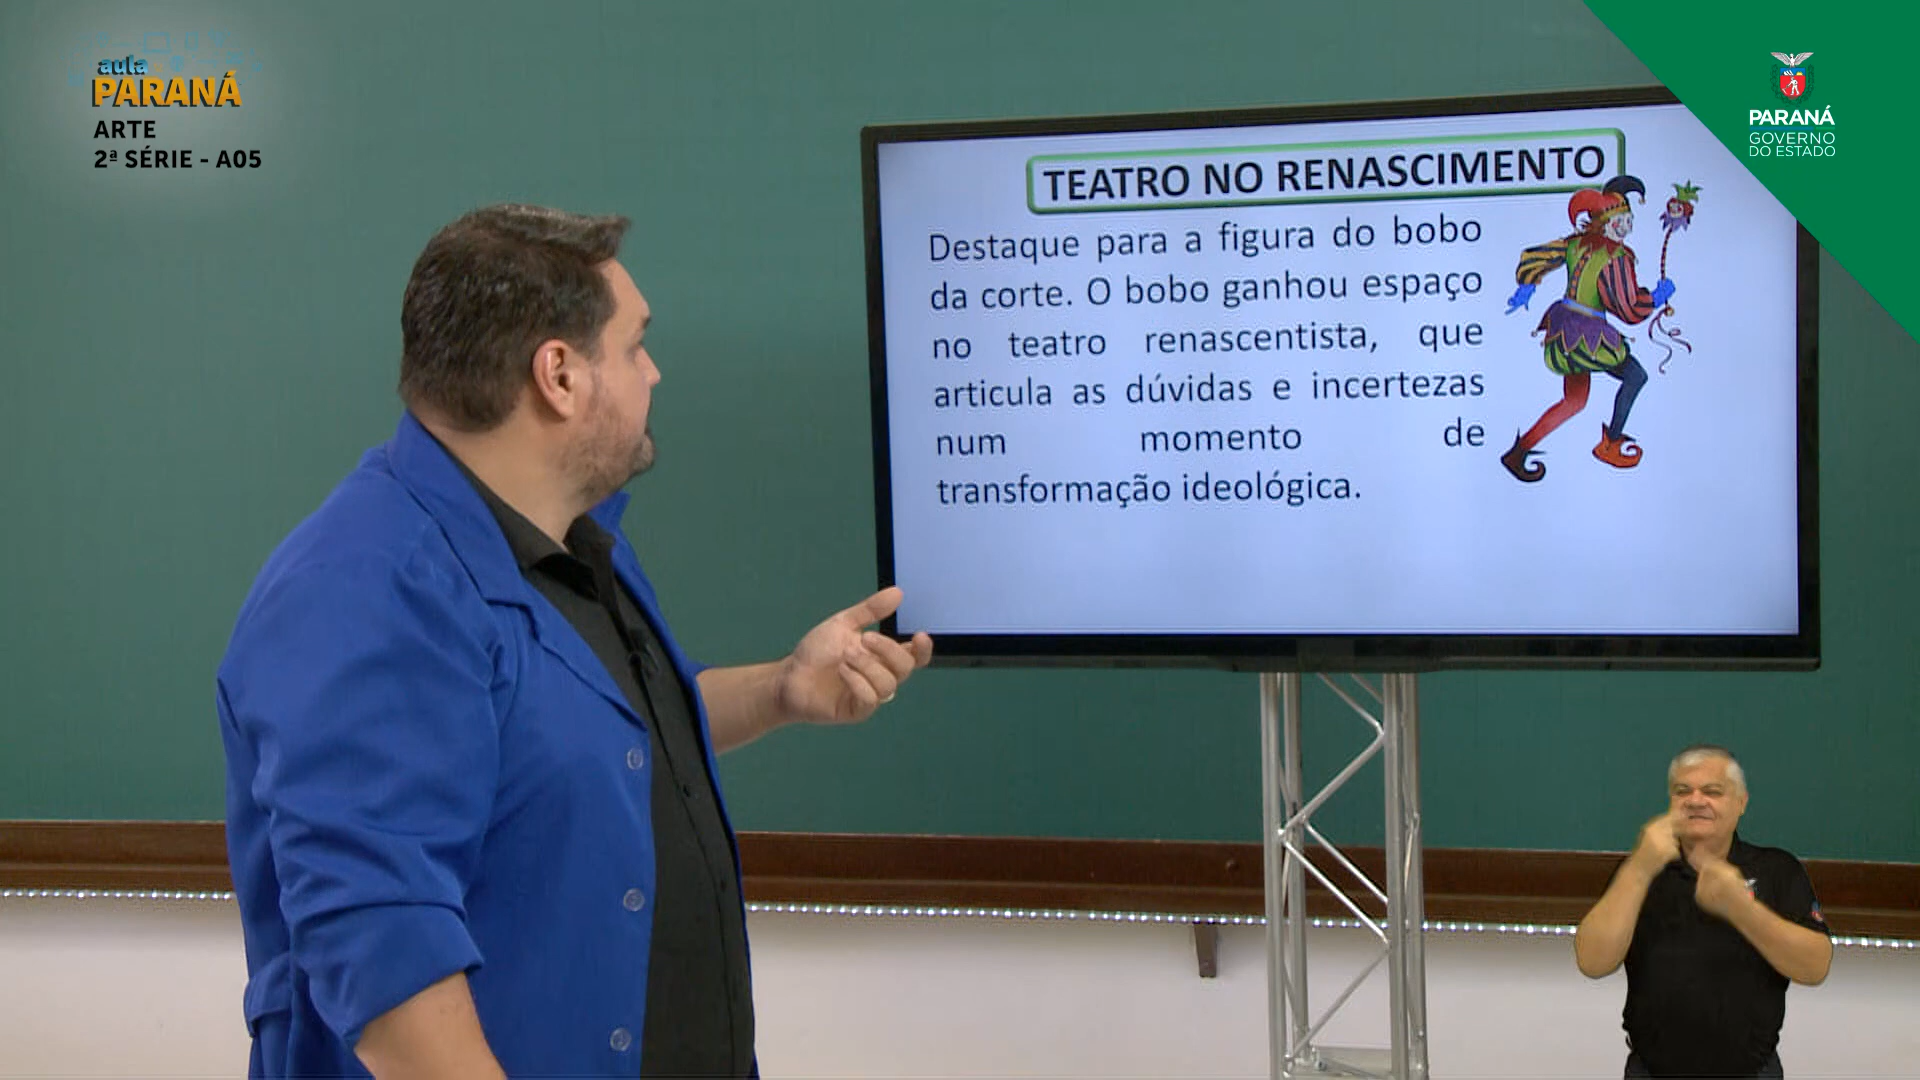 aula
PARANÁ
ARTE
2ª SÉRIE - A05
PARANÁ
GOVERNO
DO ESTADO
TEATRO NO RENASCIMENTO
Destaque para a figura do bobo
da corte. O bobo ganhou espaço
no teatro renascentista, que
articula as dúvidas e incertezas
num momento de
transformação ideológica.